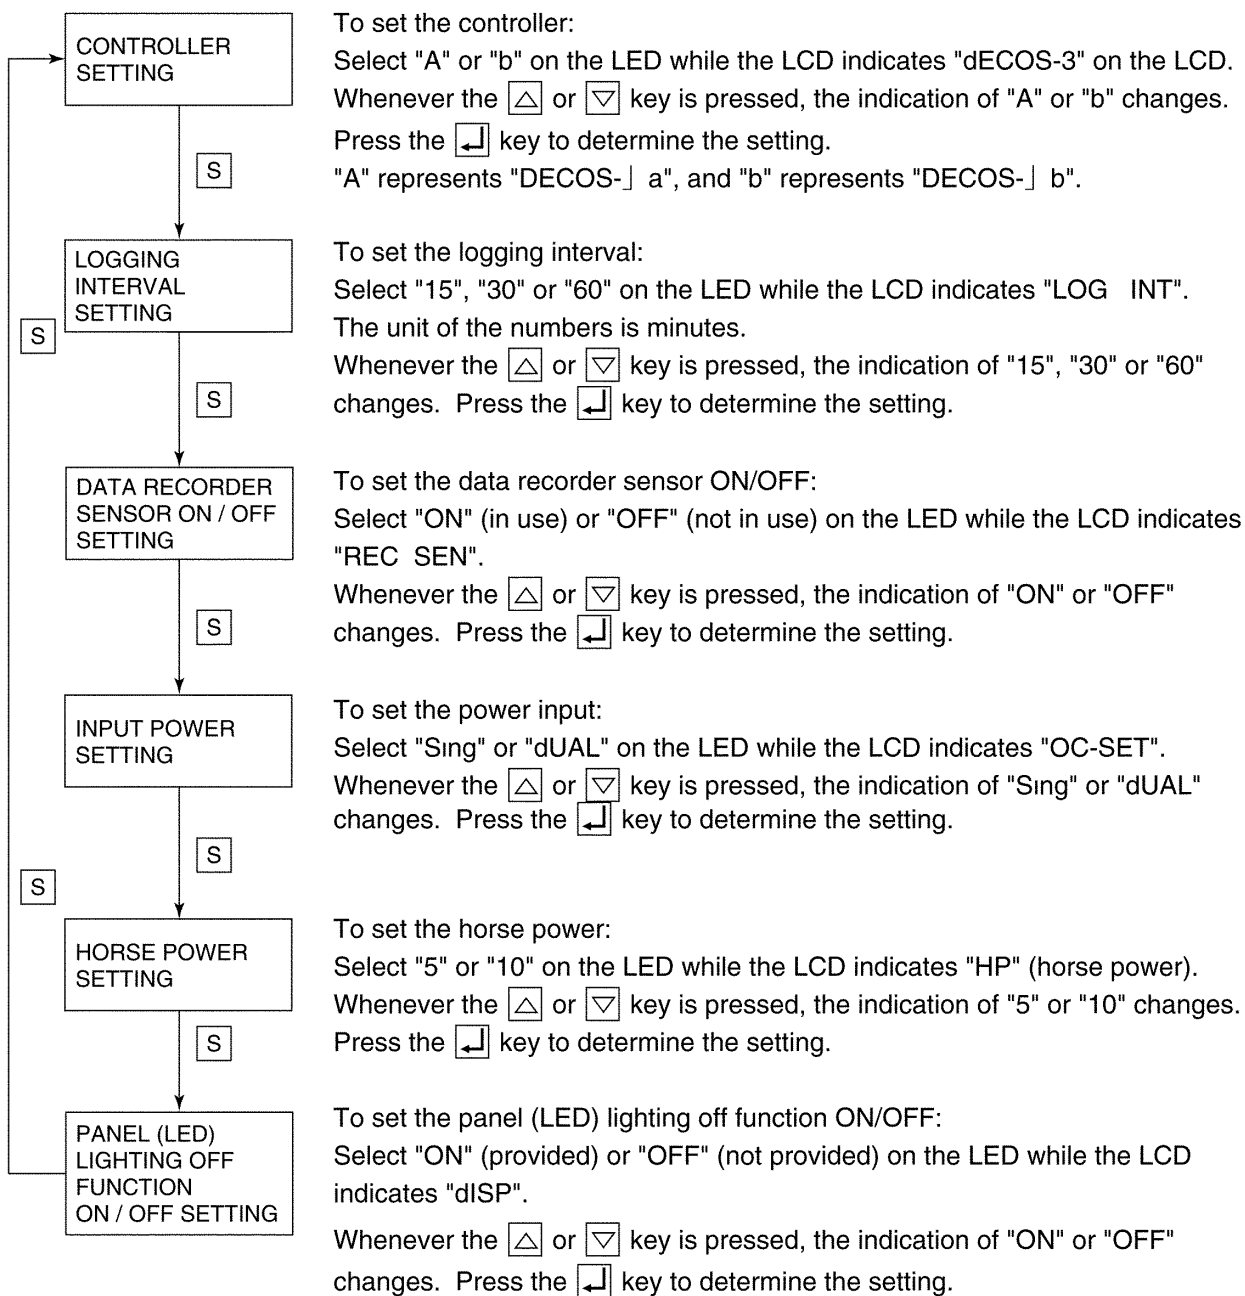 CONTROLLER
SETTING
To set the controller:
Select "A" or "b" on the LED while the LCD indicates "dECOS-3" on the LCD.
Whenever the △ or ▽ key is pressed, the indication of "A" or "b" changes.
Press the ↵ key to determine the setting.
"A" represents "DECOS-⌋ a", and "b" represents "DECOS-⌋ b".
S
LOGGING
INTERVAL
SETTING
To set the logging interval:
Select "15", "30" or "60" on the LED while the LCD indicates "LOG INT".
The unit of the numbers is minutes.
Whenever the △ or ▽ key is pressed, the indication of "15", "30" or "60"
changes. Press the ↵ key to determine the setting.
S
S
DATA RECORDER
SENSOR ON / OFF
SETTING
To set the data recorder sensor ON/OFF:
Select "ON" (in use) or "OFF" (not in use) on the LED while the LCD indicates
"REC SEN".
Whenever the △ or ▽ key is pressed, the indication of "ON" or "OFF"
changes. Press the ↵ key to determine the setting.
S
INPUT POWER
SETTING
To set the power input:
Select "Sıng" or "dUAL" on the LED while the LCD indicates "OC-SET".
Whenever the △ or ▽ key is pressed, the indication of "Sıng" or "dUAL"
changes. Press the ↵ key to determine the setting.
S
S
HORSE POWER
SETTING
To set the horse power:
Select "5" or "10" on the LED while the LCD indicates "HP" (horse power).
Whenever the △ or ▽ key is pressed, the indication of "5" or "10" changes.
Press the ↵ key to determine the setting.
S
PANEL (LED)
LIGHTING OFF
FUNCTION
ON / OFF SETTING
To set the panel (LED) lighting off function ON/OFF:
Select "ON" (provided) or "OFF" (not provided) on the LED while the LCD
indicates "dISP".
Whenever the △ or ▽ key is pressed, the indication of "ON" or "OFF"
changes. Press the ↵ key to determine the setting.